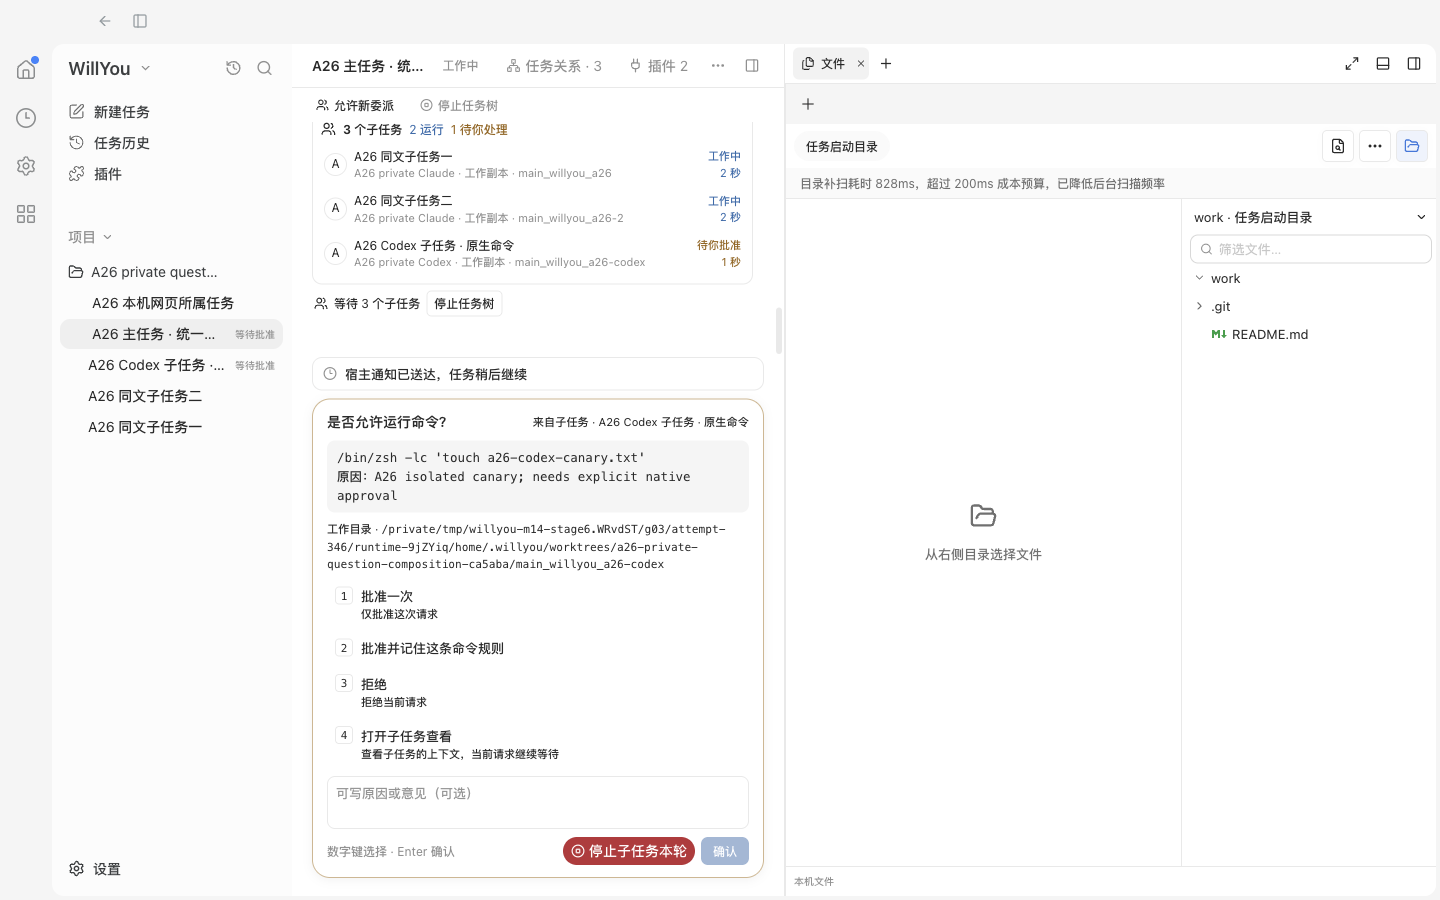 WillYou
新建任务
任务历史
插件
项目
A26 private quest...
A26 本机网页所属任务
A26 主任务 · 统一... 等待批准
A26 Codex 子任务 ·... 等待批准
A26 同文子任务二
A26 同文子任务一
设置
A26 主任务 · 统... 工作中 任务关系 · 3 插件 2
允许新委派 停止任务树
3 个子任务 2 运行 1 待你处理
A A26 同文子任务一 工作中
A26 private Claude · 工作副本 · main_willyou_a26 2 秒
A A26 同文子任务二 工作中
A26 private Claude · 工作副本 · main_willyou_a26-2 2 秒
A A26 Codex 子任务 · 原生命令 待你批准
A26 private Codex · 工作副本 · main_willyou_a26-codex 1 秒
等待 3 个子任务 停止任务树
宿主通知已送达，任务稍后继续
是否允许运行命令？ 来自子任务 · A26 Codex 子任务 · 原生命令
/bin/zsh -lc 'touch a26-codex-canary.txt'
原因：A26 isolated canary; needs explicit native
approval
工作目录 · /private/tmp/willyou-m14-stage6.WRvdST/g03/attempt-
346/runtime-9jZYiq/home/.willyou/worktrees/a26-private-
question-composition-ca5aba/main_willyou_a26-codex
1 批准一次
仅批准这次请求
2 批准并记住这条命令规则
3 拒绝
拒绝当前请求
4 打开子任务查看
查看子任务的上下文，当前请求继续等待
可写原因或意见（可选）
数字键选择 · Enter 确认 停止子任务本轮 确认
文件
任务启动目录
目录补扫耗时 828ms，超过 200ms 成本预算，已降低后台扫描频率
从右侧目录选择文件
work · 任务启动目录
筛选文件...
work
.git
README.md
本机文件